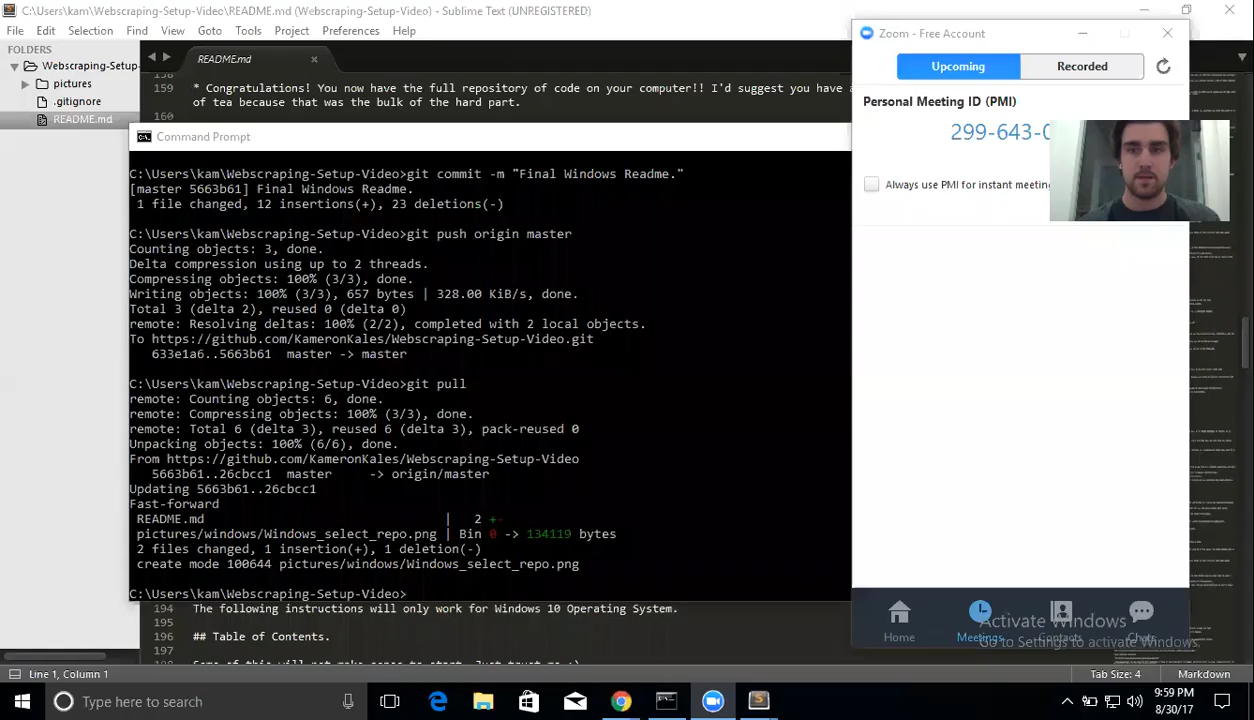 C:\Users\kam\Webscraping-Setup-Video\README.md (Webscraping-Setup-Video) - Sublime Text (UNREGISTERED)
File Edit Selection Find View Goto Tools Project Preferences Help
FOLDERS
Webscraping-Setup-
pictures
.gitignore
README.md
README.md
159 * Congratulations! You now have the full repository of code on your computer!! I'd suggest you have a
of tea because that was the bulk of the hard part.
160
Command Prompt
C:\Users\kam\Webscraping-Setup-Video>git commit -m "Final Windows Readme."
[master 5663b61] Final Windows Readme.
1 file changed, 12 insertions(+), 23 deletions(-)
C:\Users\kam\Webscraping-Setup-Video>git push origin master
Counting objects: 3, done.
Delta compression using up to 2 threads.
Compressing objects: 100% (3/3), done.
Writing objects: 100% (3/3), 657 bytes | 328.00 KiB/s, done.
Total 3 (delta 2), reused 0 (delta 0)
remote: Resolving deltas: 100% (2/2), completed with 2 local objects.
To https://github.com/KameronKales/Webscraping-Setup-Video.git
633e1a6..5663b61 master -> master
C:\Users\kam\Webscraping-Setup-Video>git pull
remote: Counting objects: 6, done.
remote: Compressing objects: 100% (3/3), done.
remote: Total 6 (delta 3), reused 6 (delta 3), pack-reused 0
Unpacking objects: 100% (6/6), done.
From https://github.com/KameronKales/Webscraping-Setup-Video
5663b61..26cbcc1 master -> origin/master
Updating 5663b61..26cbcc1
Fast-forward
README.md | 2 +-
pictures/windows/Windows_select_repo.png | Bin 0 -> 134119 bytes
2 files changed, 1 insertion(+), 1 deletion(-)
create mode 100644 pictures/windows/Windows_select_repo.png
C:\Users\kam\Webscraping-Setup-Video>
194 The following instructions will only work for Windows 10 Operating System.
195
196 ## Table of Contents.
197
Zoom - Free Account
Upcoming Recorded
Personal Meeting ID (PMI)
299-643-0
Always use PMI for instant meetin
Home Meetings Contacts Chats
Activate Windows
Go to Settings to activate Windows.
Line 1, Column 1
Tab Size: 4 Markdown
Type here to search
9:59 PM
8/30/17